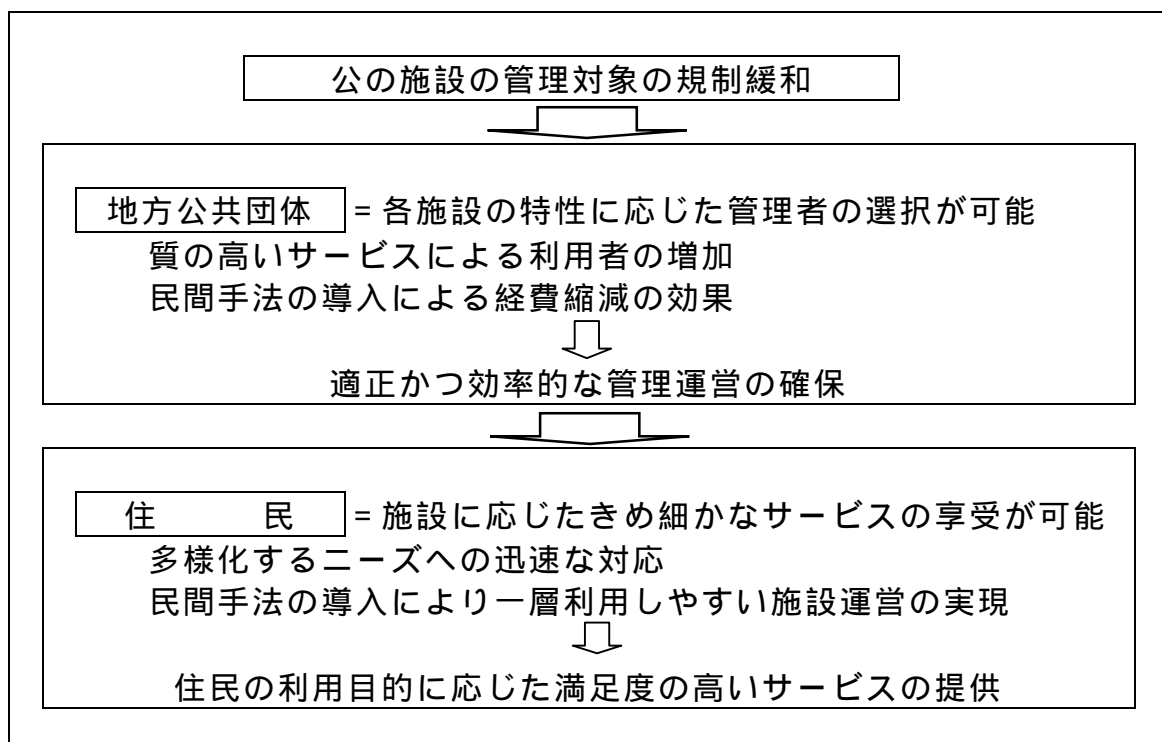 公の施設の管理対象の規制緩和
地方公共団体 =各施設の特性に応じた管理者の選択が可能
質の高いサービスによる利用者の増加
民間手法の導入による経費縮減の効果
適正かつ効率的な管理運営の確保
住　　　民 =施設に応じたきめ細かなサービスの享受が可能
多様化するニーズへの迅速な対応
民間手法の導入により一層利用しやすい施設運営の実現
住民の利用目的に応じた満足度の高いサービスの提供